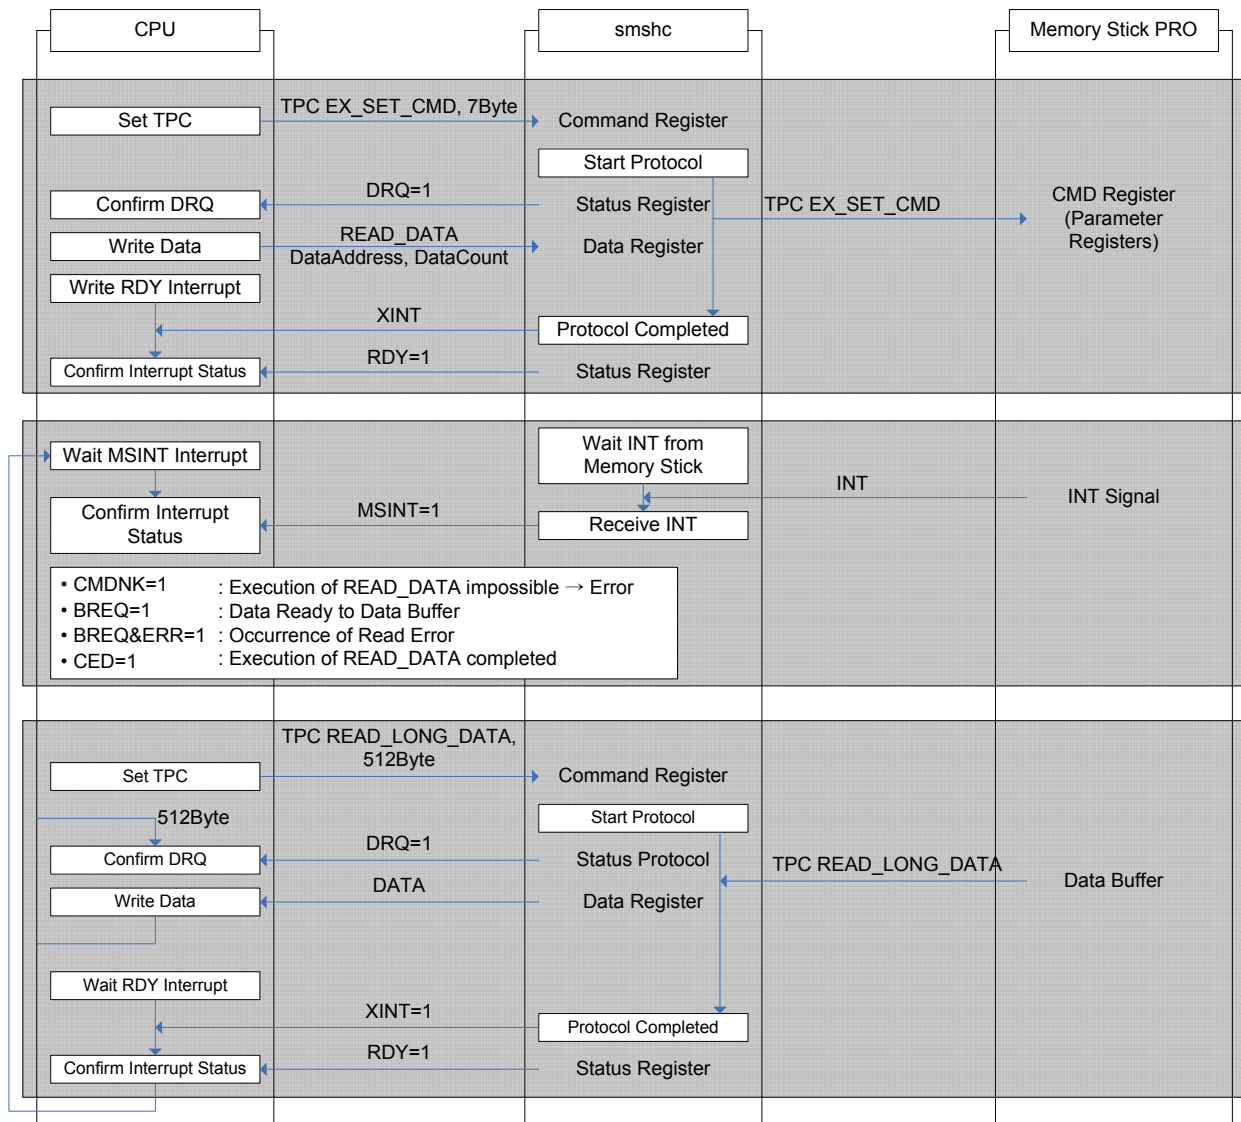 CPU
smshc
Memory Stick PRO
TPC EX_SET_CMD, 7Byte
Set TPC
Command Register
Start Protocol
DRQ=1
Confirm DRQ
Status Register
TPC EX_SET_CMD
CMD Register
(Parameter
Registers)
READ_DATA
Write Data
DataAddress, DataCount
Data Register
Write RDY Interrupt
XINT
Protocol Completed
RDY=1
Confirm Interrupt Status
Status Register
Wait MSINT Interrupt
Wait INT from
Memory Stick
INT
INT Signal
Confirm Interrupt
Status
MSINT=1
Receive INT
• CMDNK=1 : Execution of READ_DATA impossible → Error
• BREQ=1 : Data Ready to Data Buffer
• BREQ&ERR=1 : Occurrence of Read Error
• CED=1 : Execution of READ_DATA completed
TPC READ_LONG_DATA,
512Byte
Set TPC
Command Register
512Byte
Start Protocol
DRQ=1
Confirm DRQ
Status Protocol
TPC READ_LONG_DATA
Data Buffer
DATA
Write Data
Data Register
Wait RDY Interrupt
XINT=1
Protocol Completed
RDY=1
Confirm Interrupt Status
Status Register